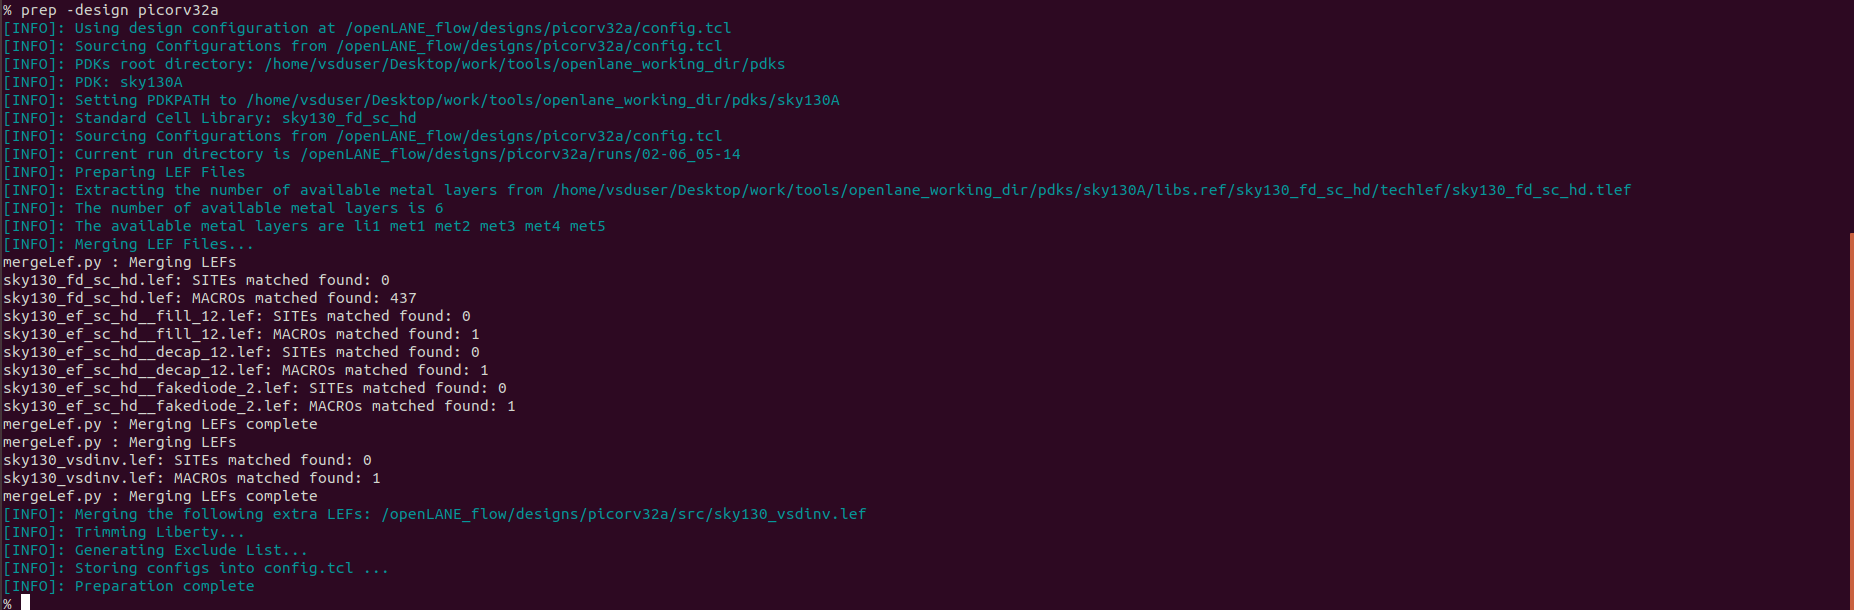 % prep -design picorv32a
[INFO]: Using design configuration at /openLANE_flow/designs/picorv32a/config.tcl
[INFO]: Sourcing Configurations from /openLANE_flow/designs/picorv32a/config.tcl
[INFO]: PDKs root directory: /home/vsduser/Desktop/work/tools/openlane_working_dir/pdks
[INFO]: PDK: sky130A
[INFO]: Setting PDKPATH to /home/vsduser/Desktop/work/tools/openlane_working_dir/pdks/sky130A
[INFO]: Standard Cell Library: sky130_fd_sc_hd
[INFO]: Sourcing Configurations from /openLANE_flow/designs/picorv32a/config.tcl
[INFO]: Current run directory is /openLANE_flow/designs/picorv32a/runs/02-06_05-14
[INFO]: Preparing LEF Files
[INFO]: Extracting the number of available metal layers from /home/vsduser/Desktop/work/tools/openlane_working_dir/pdks/sky130A/libs.ref/sky130_fd_sc_hd/techlef/sky130_fd_sc_hd.tlef
[INFO]: The number of available metal layers is 6
[INFO]: The available metal layers are li1 met1 met2 met3 met4 met5
[INFO]: Merging LEF Files...
mergeLef.py : Merging LEFs
sky130_fd_sc_hd.lef: SITEs matched found: 0
sky130_fd_sc_hd.lef: MACROs matched found: 437
sky130_ef_sc_hd__fill_12.lef: SITEs matched found: 0
sky130_ef_sc_hd__fill_12.lef: MACROs matched found: 1
sky130_ef_sc_hd__decap_12.lef: SITEs matched found: 0
sky130_ef_sc_hd__decap_12.lef: MACROs matched found: 1
sky130_ef_sc_hd__fakediode_2.lef: SITEs matched found: 0
sky130_ef_sc_hd__fakediode_2.lef: MACROs matched found: 1
mergeLef.py : Merging LEFs complete
mergeLef.py : Merging LEFs
sky130_vsdinv.lef: SITEs matched found: 0
sky130_vsdinv.lef: MACROs matched found: 1
mergeLef.py : Merging LEFs complete
[INFO]: Merging the following extra LEFs: /openLANE_flow/designs/picorv32a/src/sky130_vsdinv.lef
[INFO]: Trimming Liberty...
[INFO]: Generating Exclude List...
[INFO]: Storing configs into config.tcl ...
[INFO]: Preparation complete
%